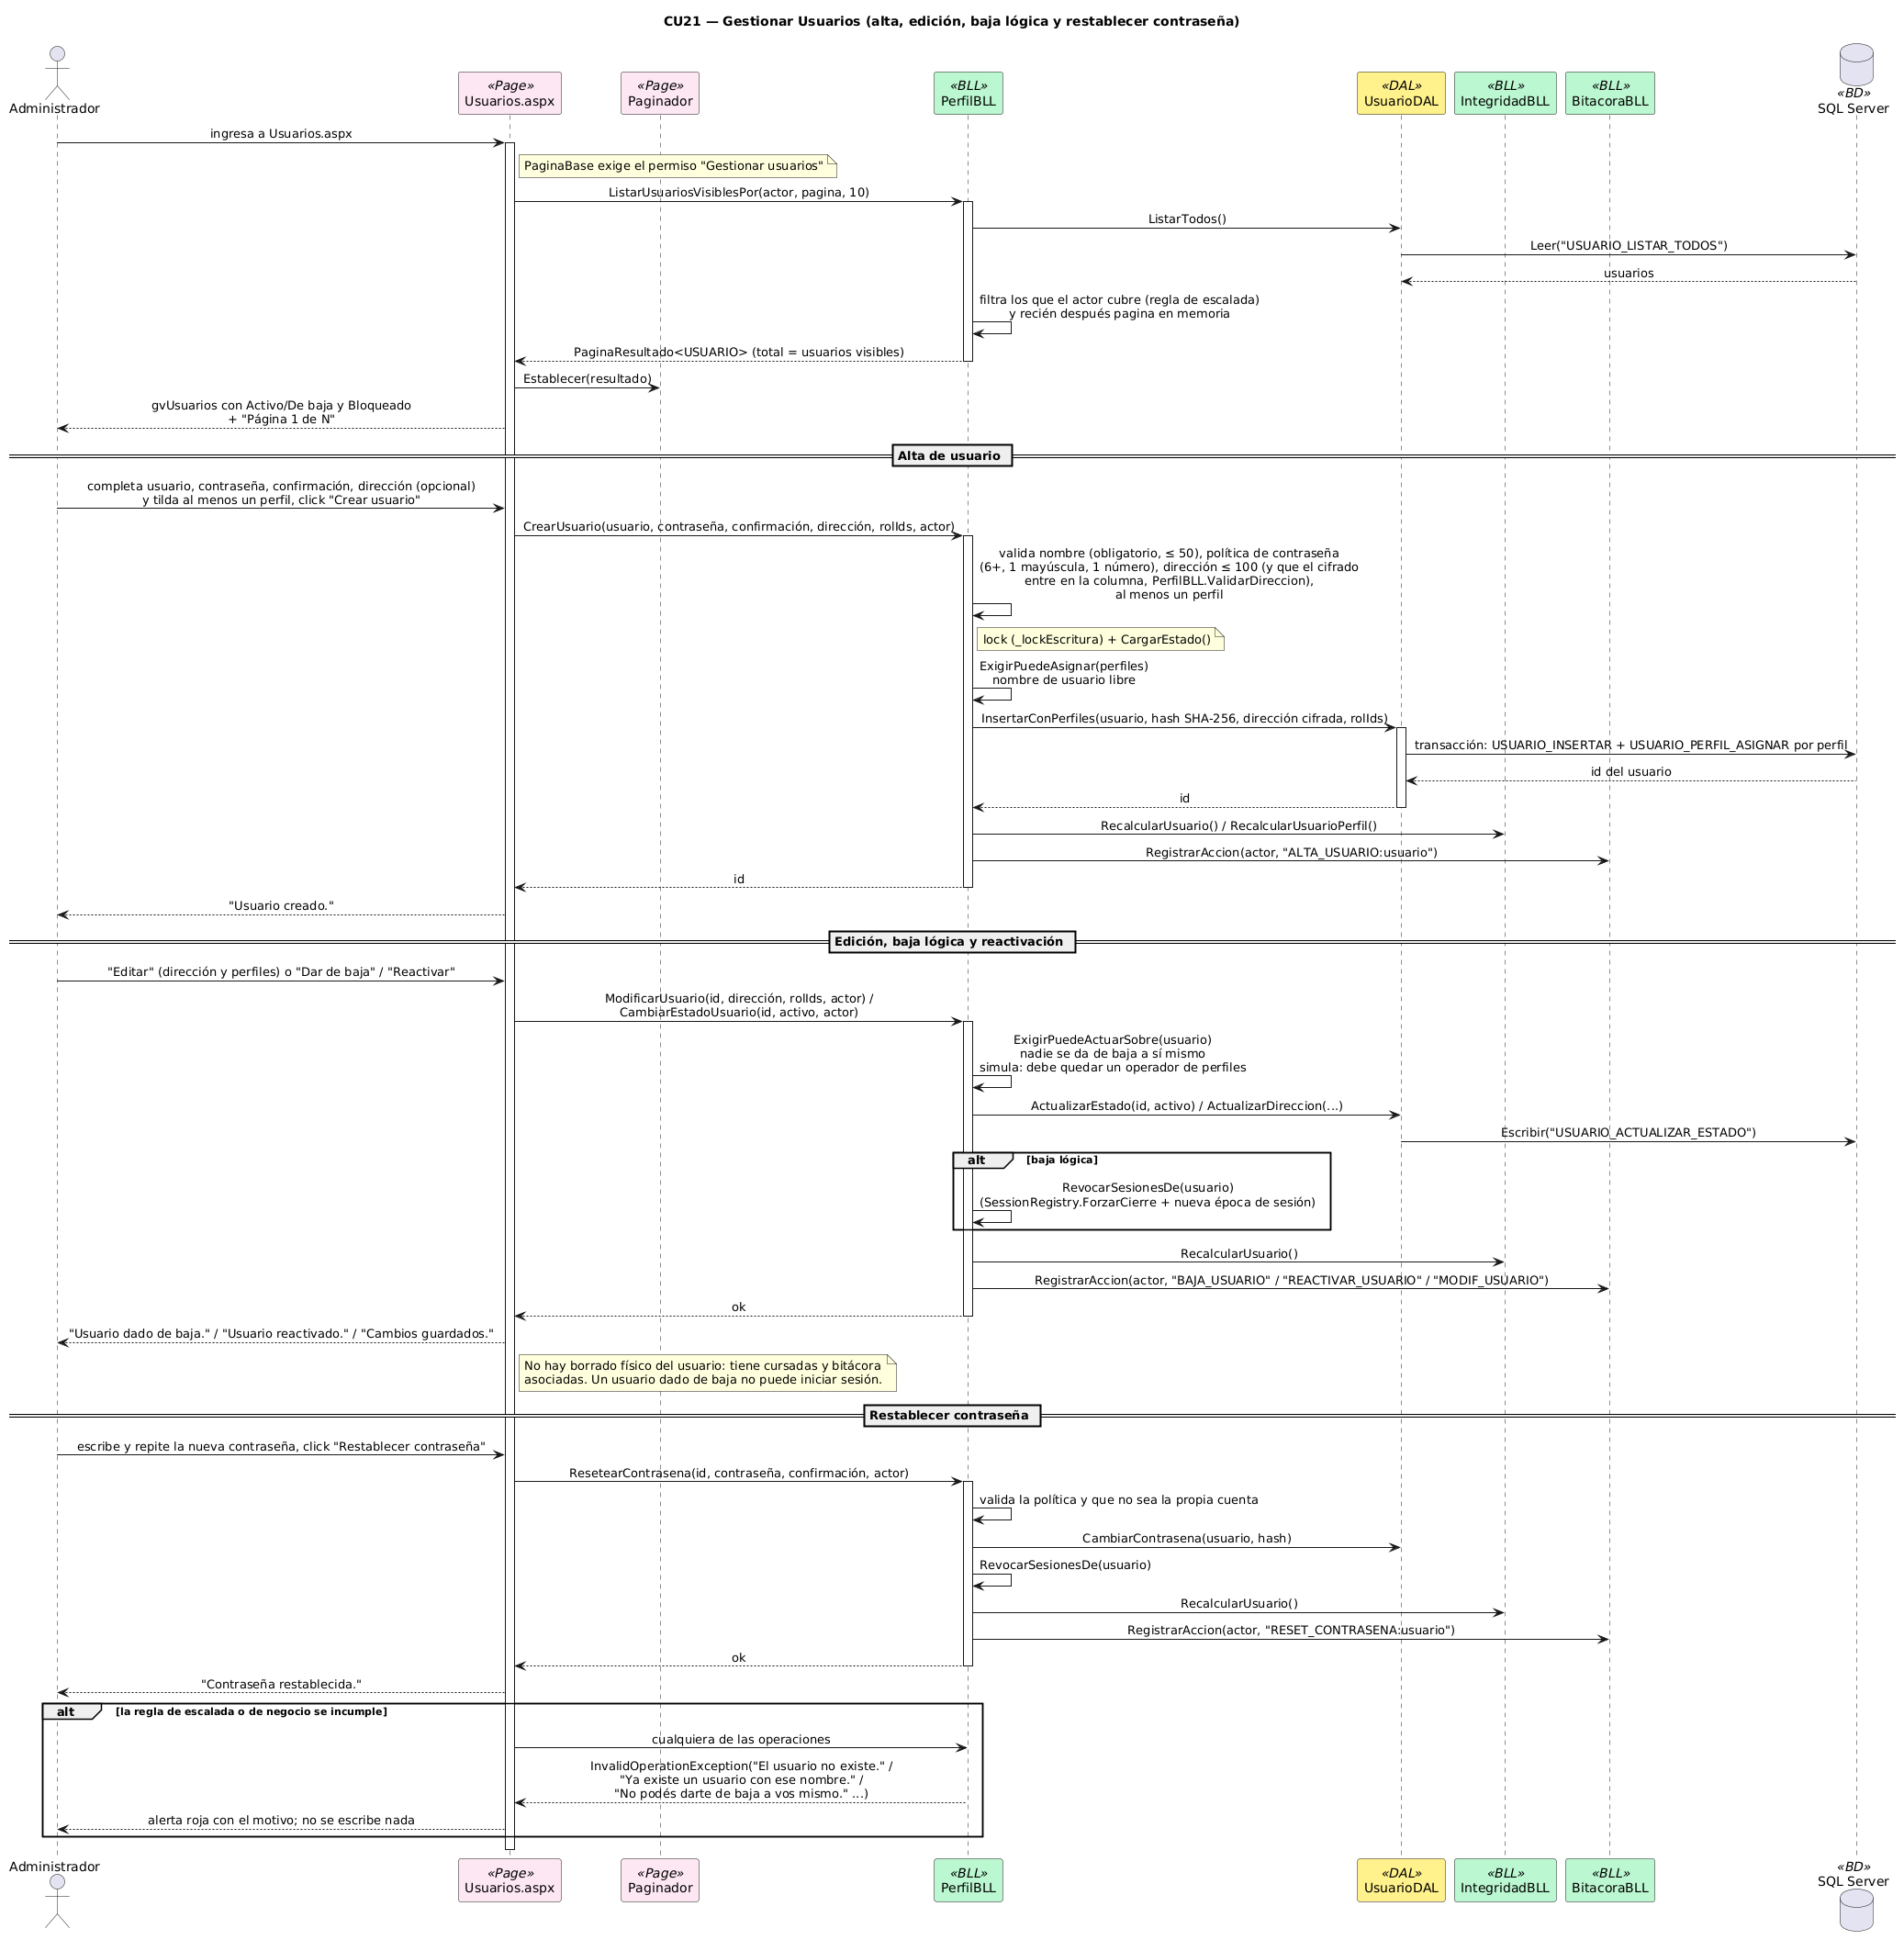 CU21 — Gestionar Usuarios (alta, edición, baja lógica y restablecer contraseña)
Administrador
«Page»
Usuarios.aspx
«Page»
Paginador
«BLL»
PerfilBLL
«DAL»
UsuarioDAL
«BLL»
IntegridadBLL
«BLL»
BitacoraBLL
«BD»
SQL Server
ingresa a Usuarios.aspx
PaginaBase exige el permiso "Gestionar usuarios"
ListarUsuariosVisiblesPor(actor, pagina, 10)
ListarTodos()
Leer("USUARIO_LISTAR_TODOS")
usuarios
filtra los que el actor cubre (regla de escalada)
y recién después pagina en memoria
PaginaResultado<USUARIO> (total = usuarios visibles)
Establecer(resultado)
gvUsuarios con Activo/De baja y Bloqueado
+ "Página 1 de N"
Alta de usuario
completa usuario, contraseña, confirmación, dirección (opcional)
y tilda al menos un perfil, click "Crear usuario"
CrearUsuario(usuario, contraseña, confirmación, dirección, rolIds, actor)
valida nombre (obligatorio, ≤ 50), política de contraseña
(6+, 1 mayúscula, 1 número), dirección ≤ 100 (y que el cifrado
entre en la columna, PerfilBLL.ValidarDireccion),
al menos un perfil
lock (_lockEscritura) + CargarEstado()
ExigirPuedeAsignar(perfiles)
nombre de usuario libre
InsertarConPerfiles(usuario, hash SHA-256, dirección cifrada, rolIds)
transacción: USUARIO_INSERTAR + USUARIO_PERFIL_ASIGNAR por perfil
id del usuario
id
RecalcularUsuario() / RecalcularUsuarioPerfil()
RegistrarAccion(actor, "ALTA_USUARIO:usuario")
id
"Usuario creado."
Edición, baja lógica y reactivación
"Editar" (dirección y perfiles) o "Dar de baja" / "Reactivar"
ModificarUsuario(id, dirección, rolIds, actor) /
CambiarEstadoUsuario(id, activo, actor)
ExigirPuedeActuarSobre(usuario)
nadie se da de baja a sí mismo
simula: debe quedar un operador de perfiles
ActualizarEstado(id, activo) / ActualizarDireccion(...)
Escribir("USUARIO_ACTUALIZAR_ESTADO")
alt [baja lógica]
RevocarSesionesDe(usuario)
(SessionRegistry.ForzarCierre + nueva época de sesión)
RecalcularUsuario()
RegistrarAccion(actor, "BAJA_USUARIO" / "REACTIVAR_USUARIO" / "MODIF_USUARIO")
ok
"Usuario dado de baja." / "Usuario reactivado." / "Cambios guardados."
No hay borrado físico del usuario: tiene cursadas y bitácora
asociadas. Un usuario dado de baja no puede iniciar sesión.
Restablecer contraseña
escribe y repite la nueva contraseña, click "Restablecer contraseña"
ResetearContrasena(id, contraseña, confirmación, actor)
valida la política y que no sea la propia cuenta
CambiarContrasena(usuario, hash)
RevocarSesionesDe(usuario)
RecalcularUsuario()
RegistrarAccion(actor, "RESET_CONTRASENA:usuario")
ok
"Contraseña restablecida."
alt [la regla de escalada o de negocio se incumple]
cualquiera de las operaciones
InvalidOperationException("El usuario no existe." /
"Ya existe un usuario con ese nombre." /
"No podés darte de baja a vos mismo." ...)
alerta roja con el motivo; no se escribe nada
Administrador
«Page»
Usuarios.aspx
«Page»
Paginador
«BLL»
PerfilBLL
«DAL»
UsuarioDAL
«BLL»
IntegridadBLL
«BLL»
BitacoraBLL
«BD»
SQL Server